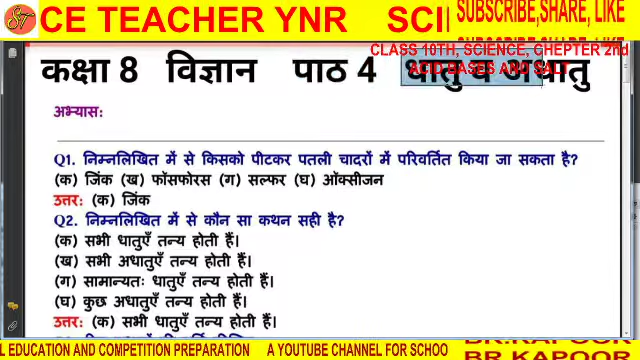 ST
CE TEACHER YNR SCI
SUBSCRIBE,SHARE, LIKE
CLASS 10TH, SCIENCE, CHEPTER 2nd
ACID BASES AND SALT
कक्षा 8 विज्ञान पाठ 4 धातु व अधातु
अभ्यास:
Q1. निम्नलिखित में से किसको पीटकर पतली चादरों में परिवर्तित किया जा सकता है?
(क) जिंक (ख) फॉसफोरस (ग) सल्फर (घ) ऑक्सीजन
उत्तर: (क) जिंक
Q2. निम्नलिखित में से कौन सा कथन सही है?
(क) सभी धातुएँ तन्य होती हैं।
(ख) सभी अधातुएँ तन्य होती हैं।
(ग) सामान्यतः धातुएँ तन्य होती हैं।
(घ) कुछ अधातुएँ तन्य होती हैं।
उत्तर: (क) सभी धातुएँ तन्य होती हैं।
L EDUCATION AND COMPETITION PREPARATION A YOUTUBE CHANNEL FOR SCHOO
BR.KAPOOR
BR KAPOOR